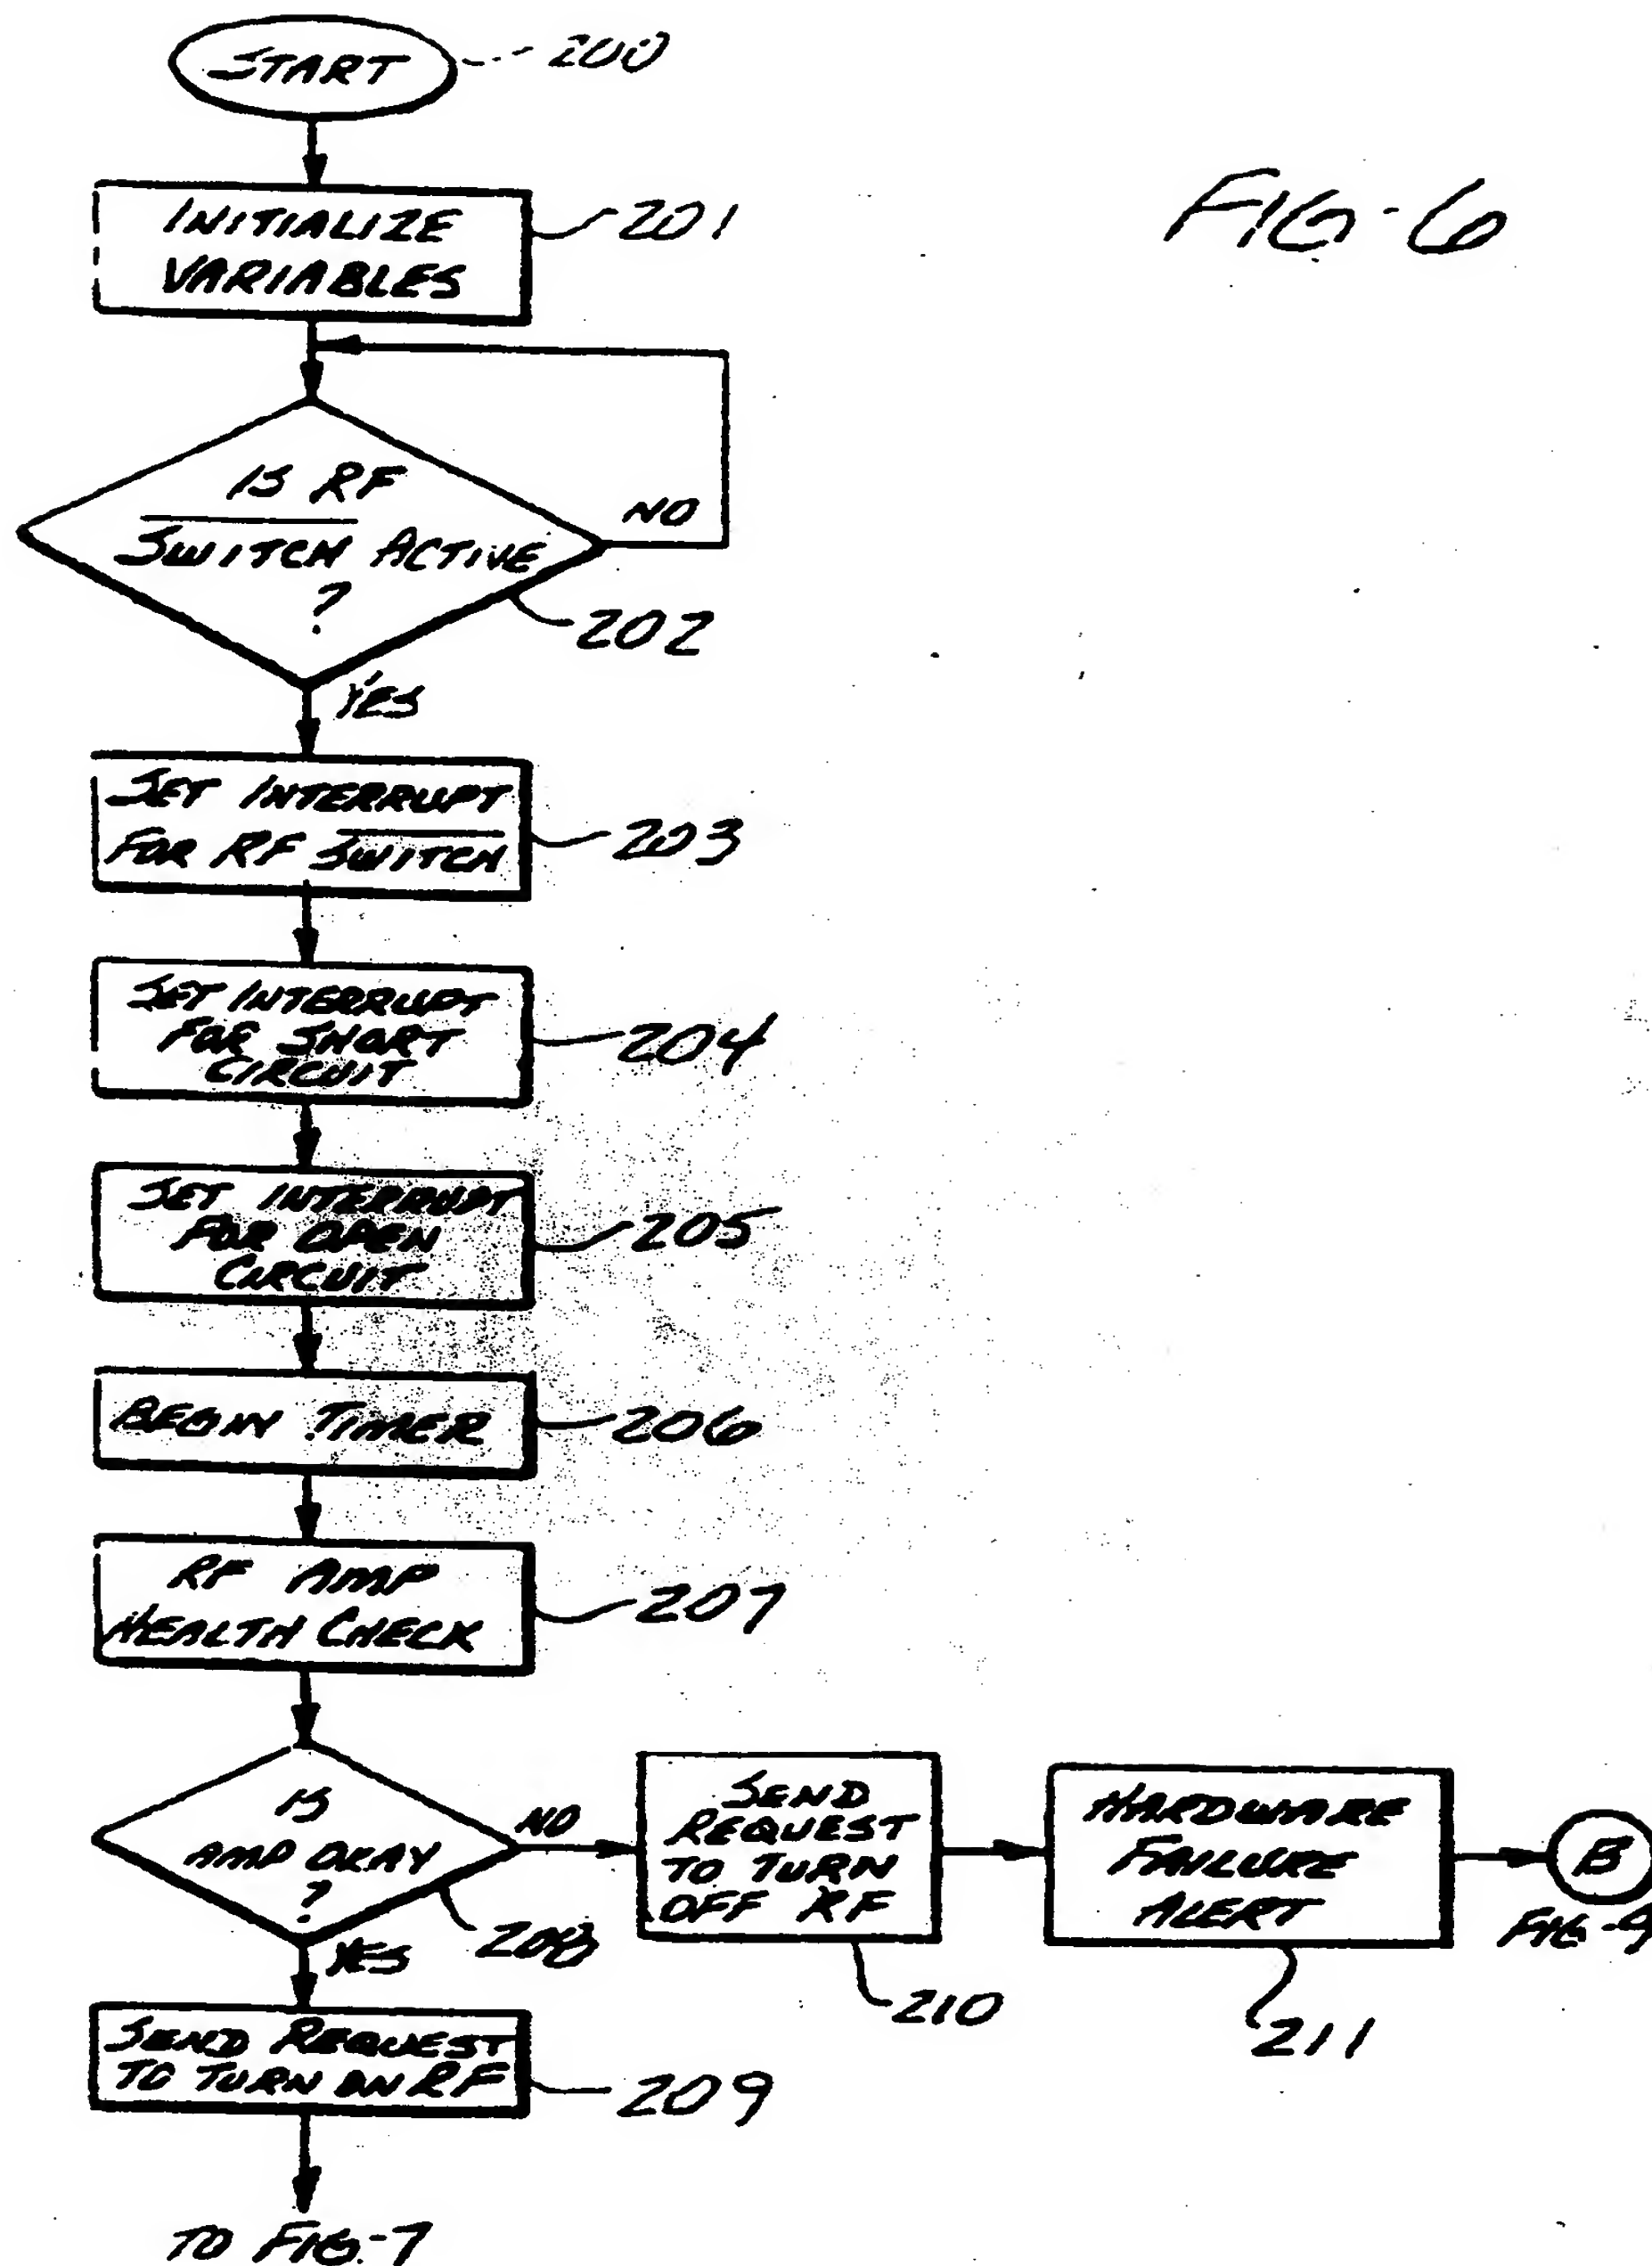 START
200
FIG-6
INITIALIZE
VARIABLES
201
IS RF
SWITCH ACTIVE
?
NO
202
YES
SET INTERRUPT
FOR RF SWITCH
203
SET INTERRUPT
FOR SHORT
CIRCUIT
204
SET INTERRUPT
FOR OPEN
CIRCUIT
205
BEGIN TIMER
206
RF AMP
HEALTH CHECK
207
IS
AMP OKAY
?
NO
208
YES
SEND
REQUEST
TO TURN
OFF RF
210
HARDWARE
FAILURE
ALERT
211
B
FIG-9
SEND REQUEST
TO TURN ON RF
209
TO FIG-7